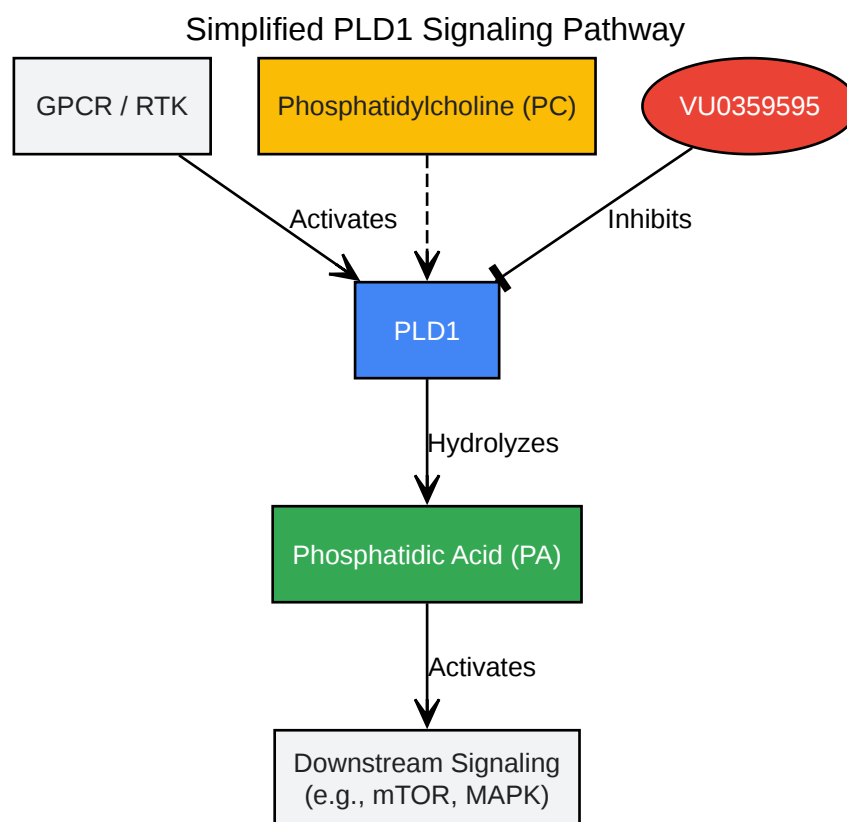 Simplified PLD1 Signaling Pathway
GPCR / RTK
Phosphatidylcholine (PC)
VU0359595
Activates
Inhibits
PLD1
Hydrolyzes
Phosphatidic Acid (PA)
Activates
Downstream Signaling
(e.g., mTOR, MAPK)